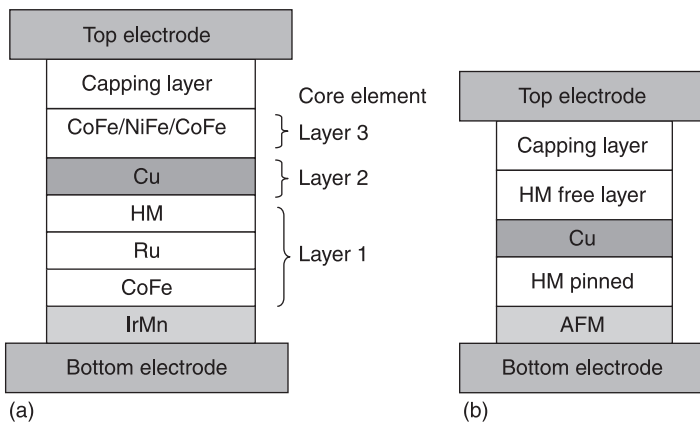 Top electrode
Capping layer
CoFe/NiFe/CoFe
Cu
HM
Ru
CoFe
IrMn
Bottom electrode
(a)
Core element
Layer 3
Layer 2
Layer 1
Top electrode
Capping layer
HM free layer
Cu
HM pinned
AFM
Bottom electrode
(b)